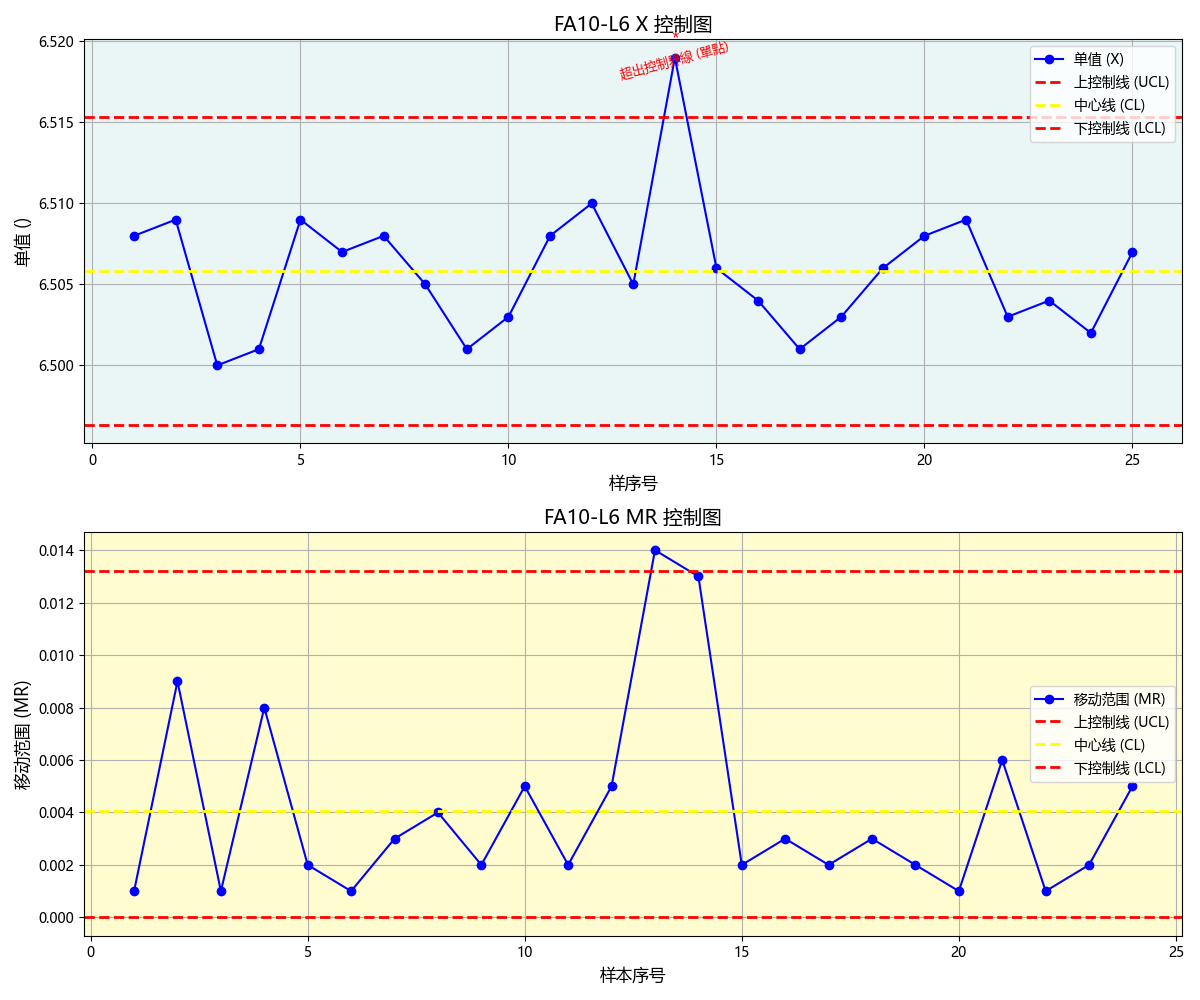 FA10-L6 X 控制图
*
超出控制界線 (單點)
单值 (X)
上控制线 (UCL)
中心线 (CL)
下控制线 (LCL)
6.520
6.515
6.510
6.505
6.500
单值 ()
0 5 10 15 20 25
样序号
FA10-L6 MR 控制图
0.014
0.012
0.010
0.008
0.006
0.004
0.002
0.000
移动范围 (MR)
移动范围 (MR)
上控制线 (UCL)
中心线 (CL)
下控制线 (LCL)
0 5 10 15 20 25
样本序号